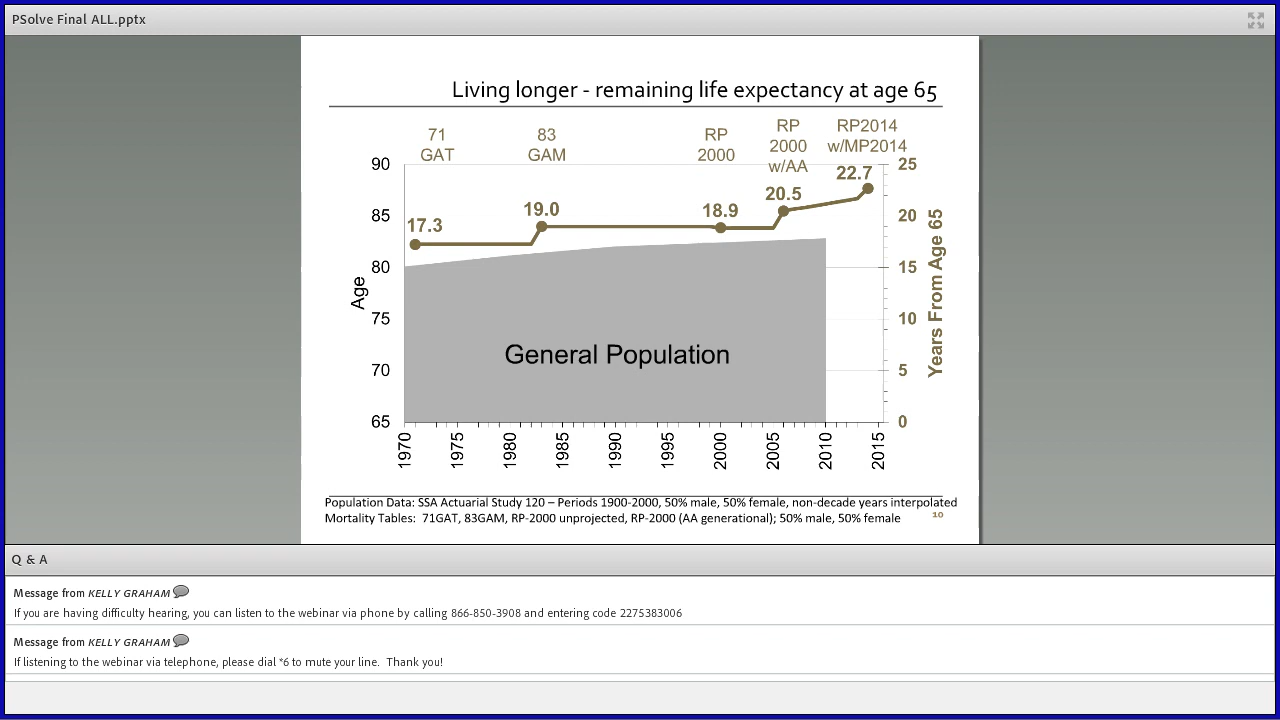 PSolve Final ALL.pptx
Living longer - remaining life expectancy at age 65
71
GAT
83
GAM
RP
2000
RP
2000
w/AA
RP2014
w/MP2014
90
85
80
75
70
65
Age
17.3
19.0
18.9
20.5
22.7
25
20
15
10
5
0
Years From Age 65
General Population
1970
1975
1980
1985
1990
1995
2000
2005
2010
2015
Population Data: SSA Actuarial Study 120 – Periods 1900-2000, 50% male, 50% female, non-decade years interpolated
Mortality Tables: 71GAT, 83GAM, RP-2000 unprojected, RP-2000 (AA generational); 50% male, 50% female
10
Q & A
Message from KELLY GRAHAM
If you are having difficulty hearing, you can listen to the webinar via phone by calling 866-850-3908 and entering code 2275383006
Message from KELLY GRAHAM
If listening to the webinar via telephone, please dial *6 to mute your line. Thank you!